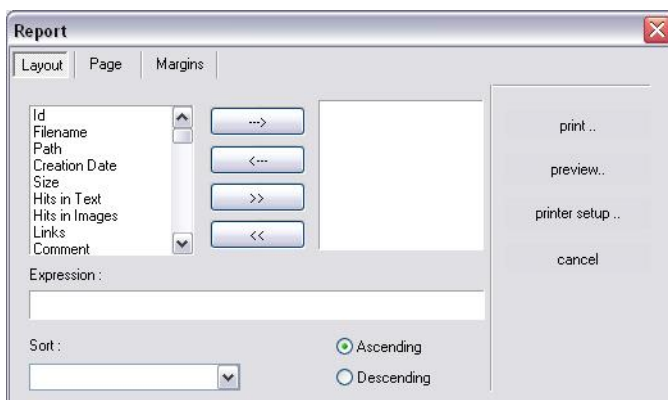 Report
Layout Page Margins
Id
Filename
Path
Creation Date
Size
Hits in Text
Hits in Images
Links
Comment
--->
<---
>>
<<
print ..
preview..
printer setup ..
cancel
Expression :
Sort :
Ascending
Descending